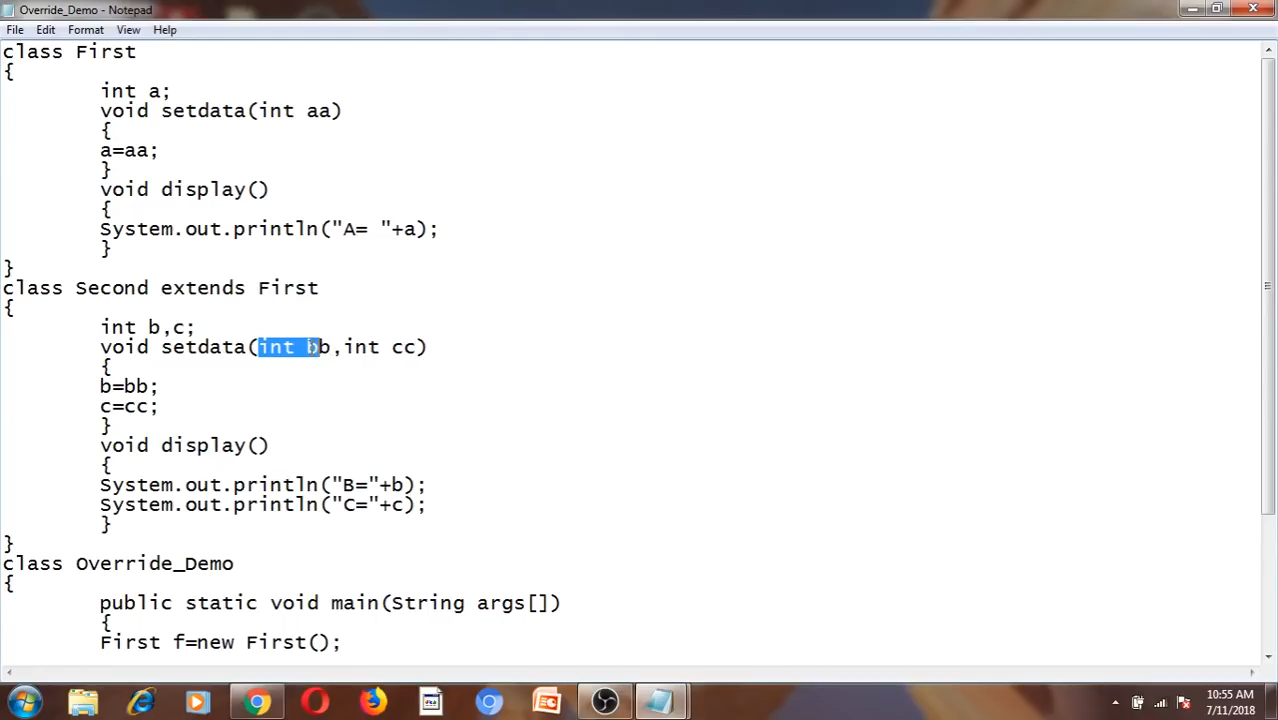 Override_Demo - Notepad
File Edit Format View Help
class First
{
int a;
void setdata(int aa)
{
a=aa;
}
void display()
{
System.out.println("A= "+a);
}
}
class Second extends First
{
int b,c;
void setdata(int bb,int cc)
{
b=bb;
c=cc;
}
void display()
{
System.out.println("B="+b);
System.out.println("C="+c);
}
}
class Override_Demo
{
public static void main(String args[])
{
First f=new First();
10:55 AM
7/11/2018